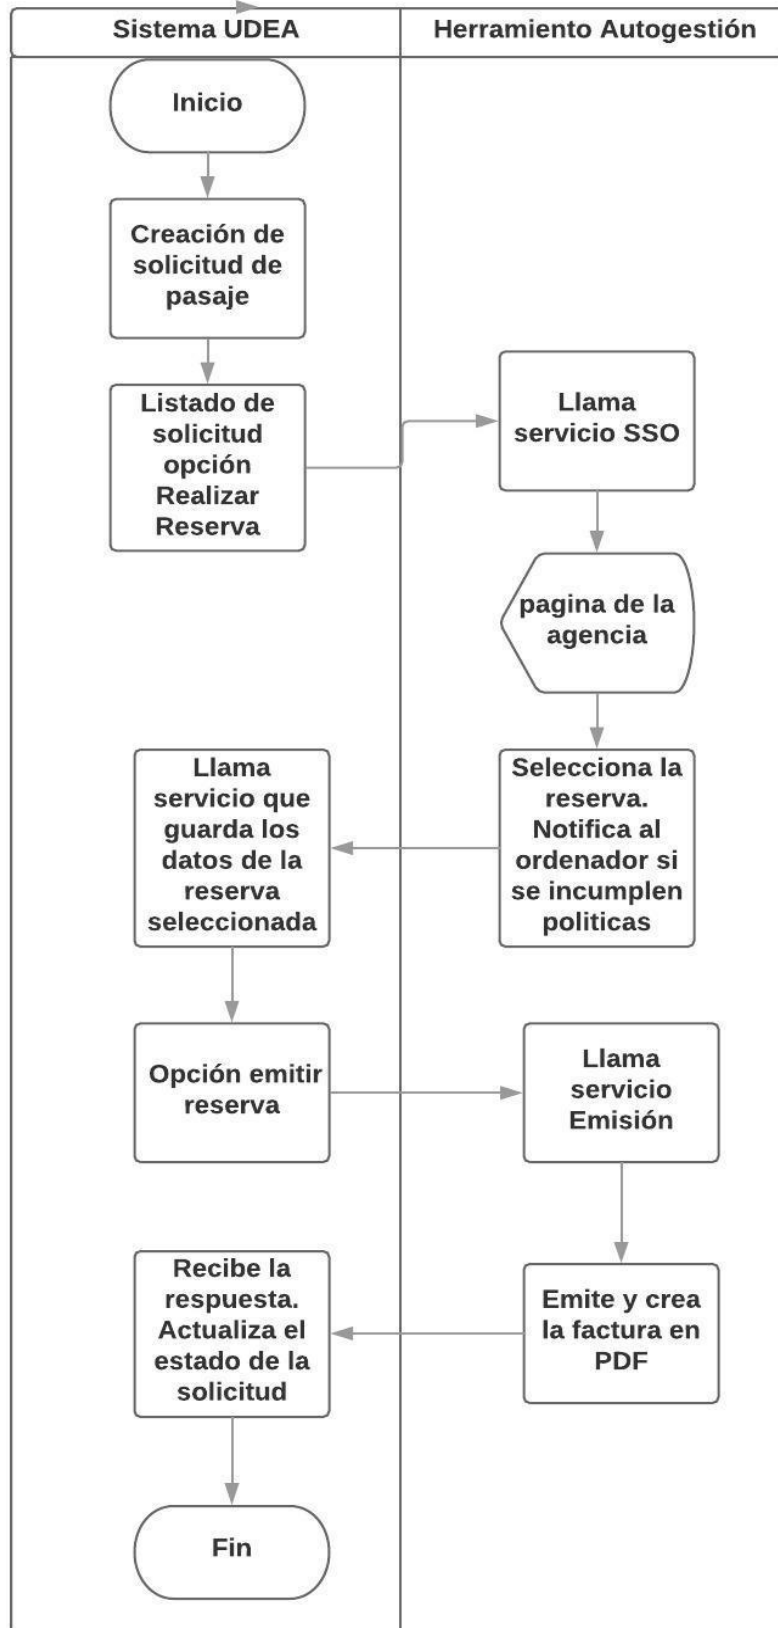 Sistema UDEA
Herramiento Autogestión
Inicio
Creación de
solicitud de
pasaje
Listado de
solicitud
opción
Realizar
Reserva
Llama
servicio SSO
pagina de la
agencia
Selecciona la
reserva.
Notifica al
ordenador si
se incumplen
politicas
Llama
servicio que
guarda los
datos de la
reserva
seleccionada
Opción emitir
reserva
Llama
servicio
Emisión
Emite y crea
la factura en
PDF
Recibe la
respuesta.
Actualiza el
estado de la
solicitud
Fin